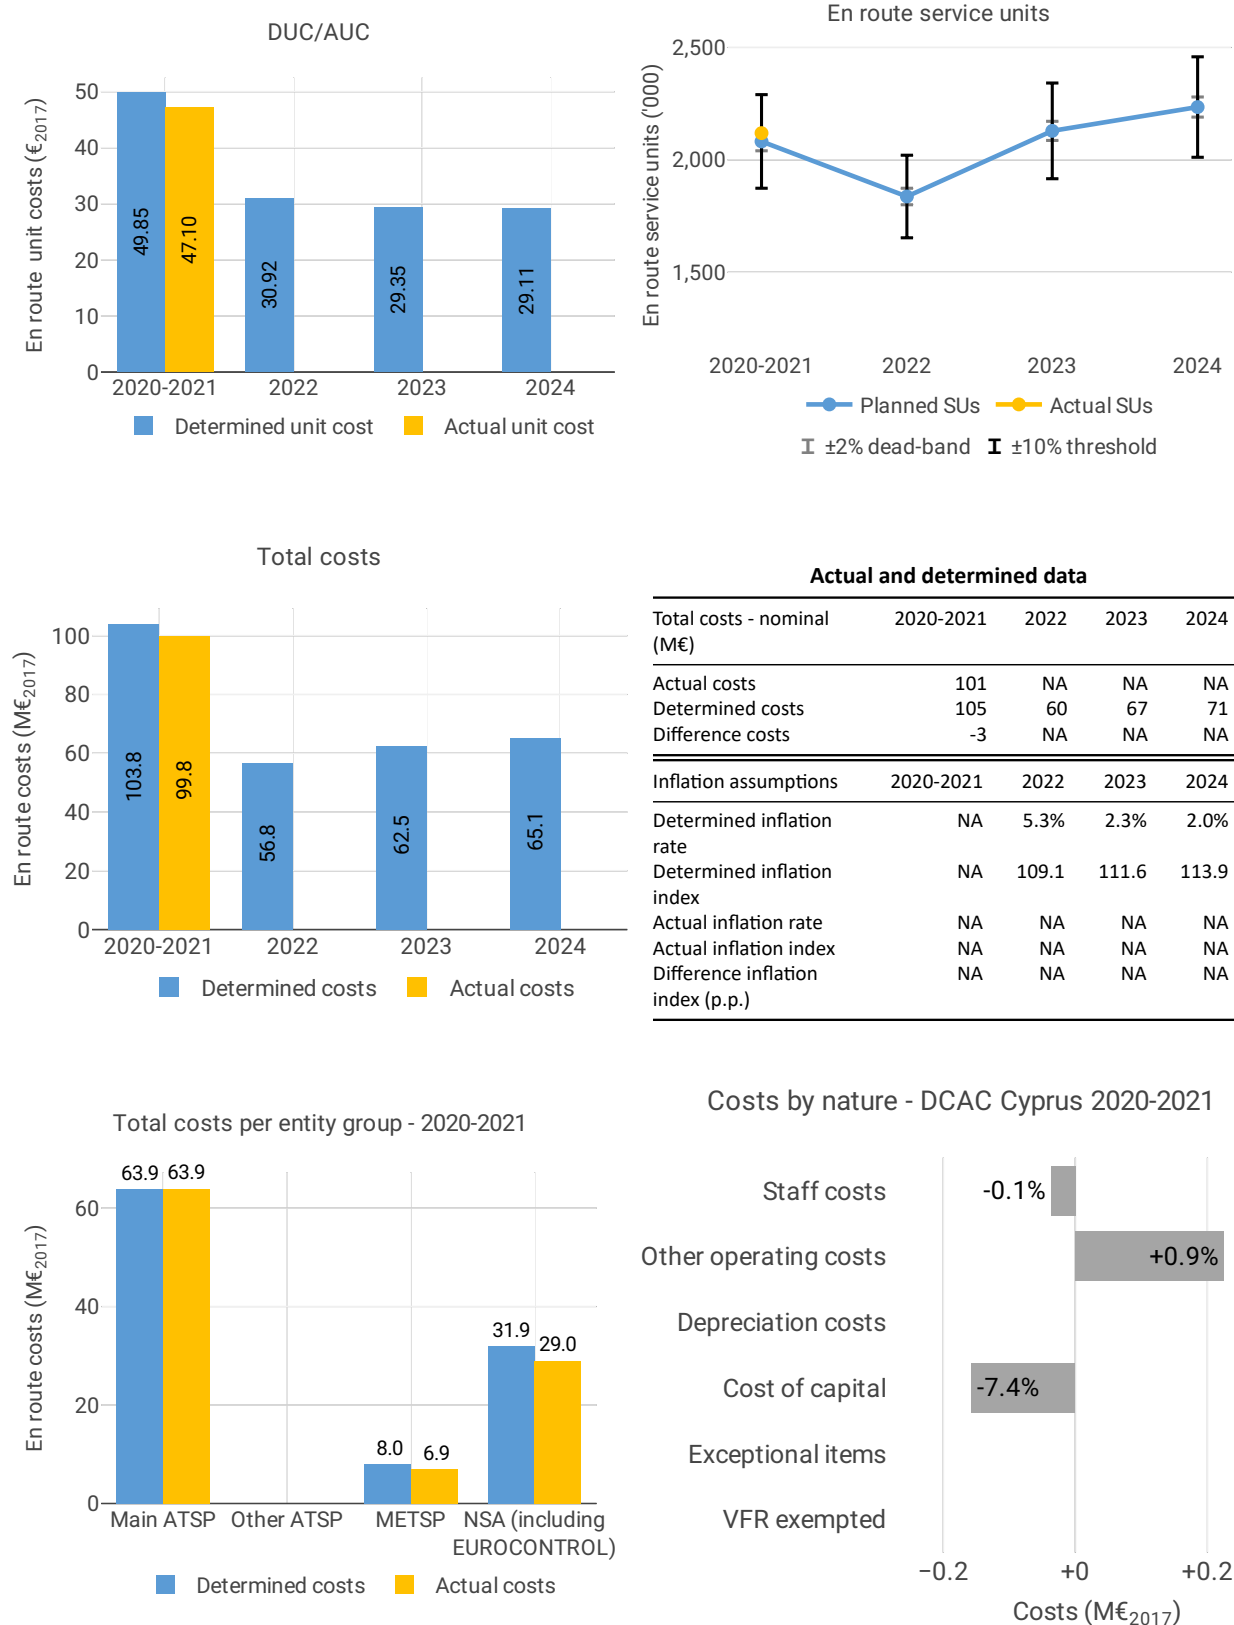 DUC/AUC
En route unit costs (€2017)
50
40
30
20
10
0
49.85
47.10
30.92
29.35
29.11
2020-2021 2022 2023 2024
Determined unit cost Actual unit cost
En route service units
En route service units ('000)
2,500
2,000
1,500
2020-2021 2022 2023 2024
Planned SUs Actual SUs
±2% dead-band ±10% threshold
Total costs
En route costs (M€2017)
100
80
60
40
20
0
103.8
99.8
56.8
62.5
65.1
2020-2021 2022 2023 2024
Determined costs Actual costs
Actual and determined data
Total costs - nominal 2020-2021 2022 2023 2024
(M€)
Actual costs 101 NA NA NA
Determined costs 105 60 67 71
Difference costs -3 NA NA NA
Inflation assumptions 2020-2021 2022 2023 2024
Determined inflation NA 5.3% 2.3% 2.0%
rate
Determined inflation NA 109.1 111.6 113.9
index
Actual inflation rate NA NA NA NA
Actual inflation index NA NA NA NA
Difference inflation NA NA NA NA
index (p.p.)
Total costs per entity group - 2020-2021
En route costs (M€2017)
60
40
20
0
63.9 63.9
8.0 6.9
31.9 29.0
Main ATSP Other ATSP METSP NSA (including
EUROCONTROL)
Determined costs Actual costs
Costs by nature - DCAC Cyprus 2020-2021
Staff costs -0.1%
Other operating costs +0.9%
Depreciation costs
Cost of capital -7.4%
Exceptional items
VFR exempted
−0.2 +0 +0.2
Costs (M€2017)